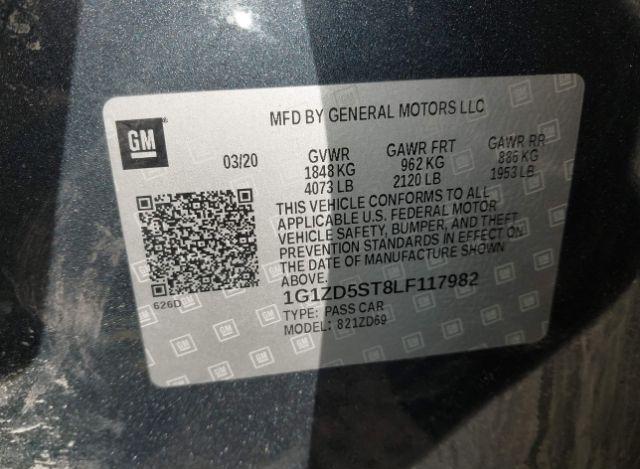 MFD BY GENERAL MOTORS LLC
GM
03/20
GVWR GAWR FRT GAWR RR
1848 KG 962 KG 886 KG
4073 LB 2120 LB 1953 LB
THIS VEHICLE CONFORMS TO ALL
APPLICABLE U.S. FEDERAL MOTOR
VEHICLE SAFETY, BUMPER, AND THEFT
PREVENTION STANDARDS IN EFFECT ON
THE DATE OF MANUFACTURE SHOWN
ABOVE.
626D
1G1ZD5ST8LF117982
TYPE: PASS CAR
MODEL: 821ZD69